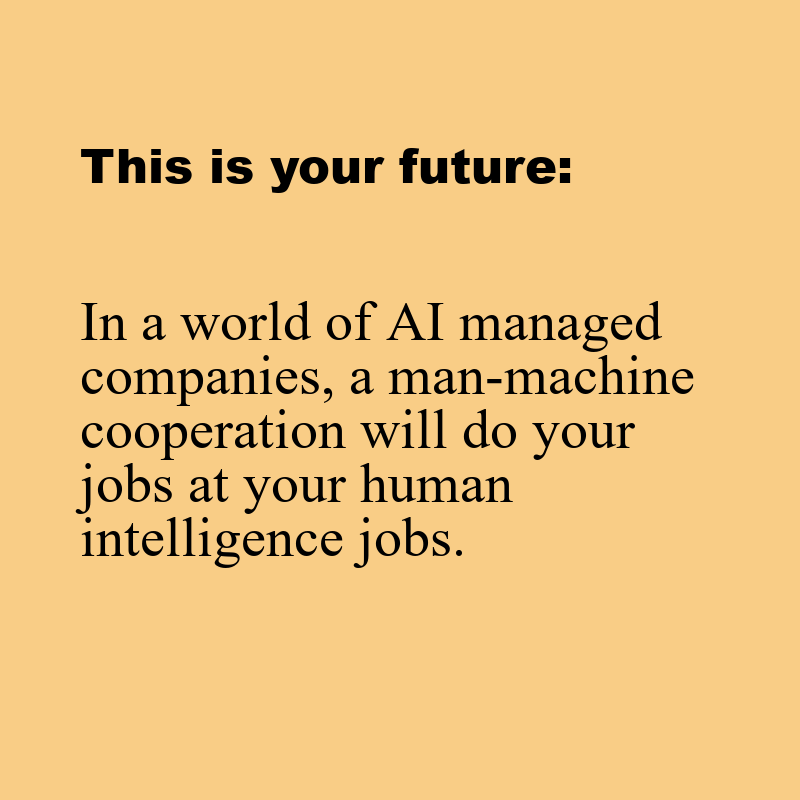 This is your future:
In a world of AI managed
companies, a man-machine
cooperation will do your
jobs at your human
intelligence jobs.